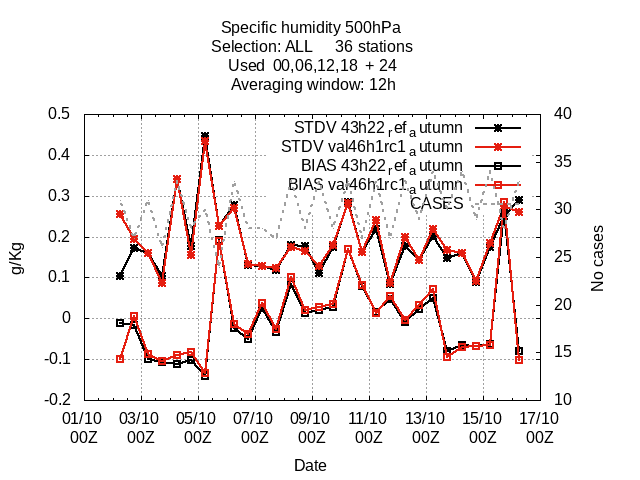 Specific humidity 500hPa
Selection: ALL 36 stations
Used 00,06,12,18 + 24
Averaging window: 12h
STDV 43h22_ref_autumn
STDV val46h1rc1_autumn
BIAS 43h22_ref_autumn
BIAS val46h1rc1_autumn
CASES
0.5
0.4
0.3
0.2
0.1
0
-0.1
-0.2
g/Kg
40
35
30
25
20
15
10
No cases
01/10 03/10 05/10 07/10 09/10 11/10 13/10 15/10 17/10
00Z 00Z 00Z 00Z 00Z 00Z 00Z 00Z 00Z
Date